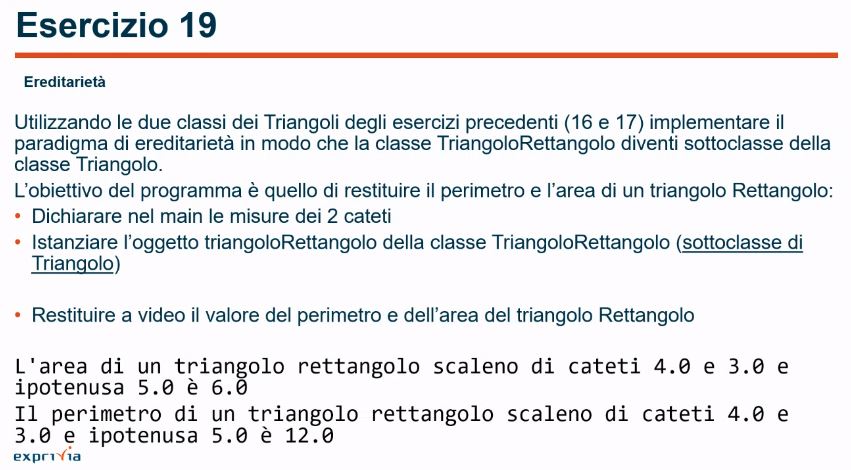 Esercizio 19
Ereditarietà
Utilizzando le due classi dei Triangoli degli esercizi precedenti (16 e 17) implementare il
paradigma di ereditarietà in modo che la classe TriangoloRettangolo diventi sottoclasse della
classe Triangolo.
L'obiettivo del programma è quello di restituire il perimetro e l'area di un triangolo Rettangolo:
• Dichiarare nel main le misure dei 2 cateti
• Istanziare l'oggetto triangoloRettangolo della classe TriangoloRettangolo (sottoclasse di
Triangolo)
• Restituire a video il valore del perimetro e dell'area del triangolo Rettangolo
L'area di un triangolo rettangolo scaleno di cateti 4.0 e 3.0 e
ipotenusa 5.0 è 6.0
Il perimetro di un triangolo rettangolo scaleno di cateti 4.0 e
3.0 e ipotenusa 5.0 è 12.0
exprivia